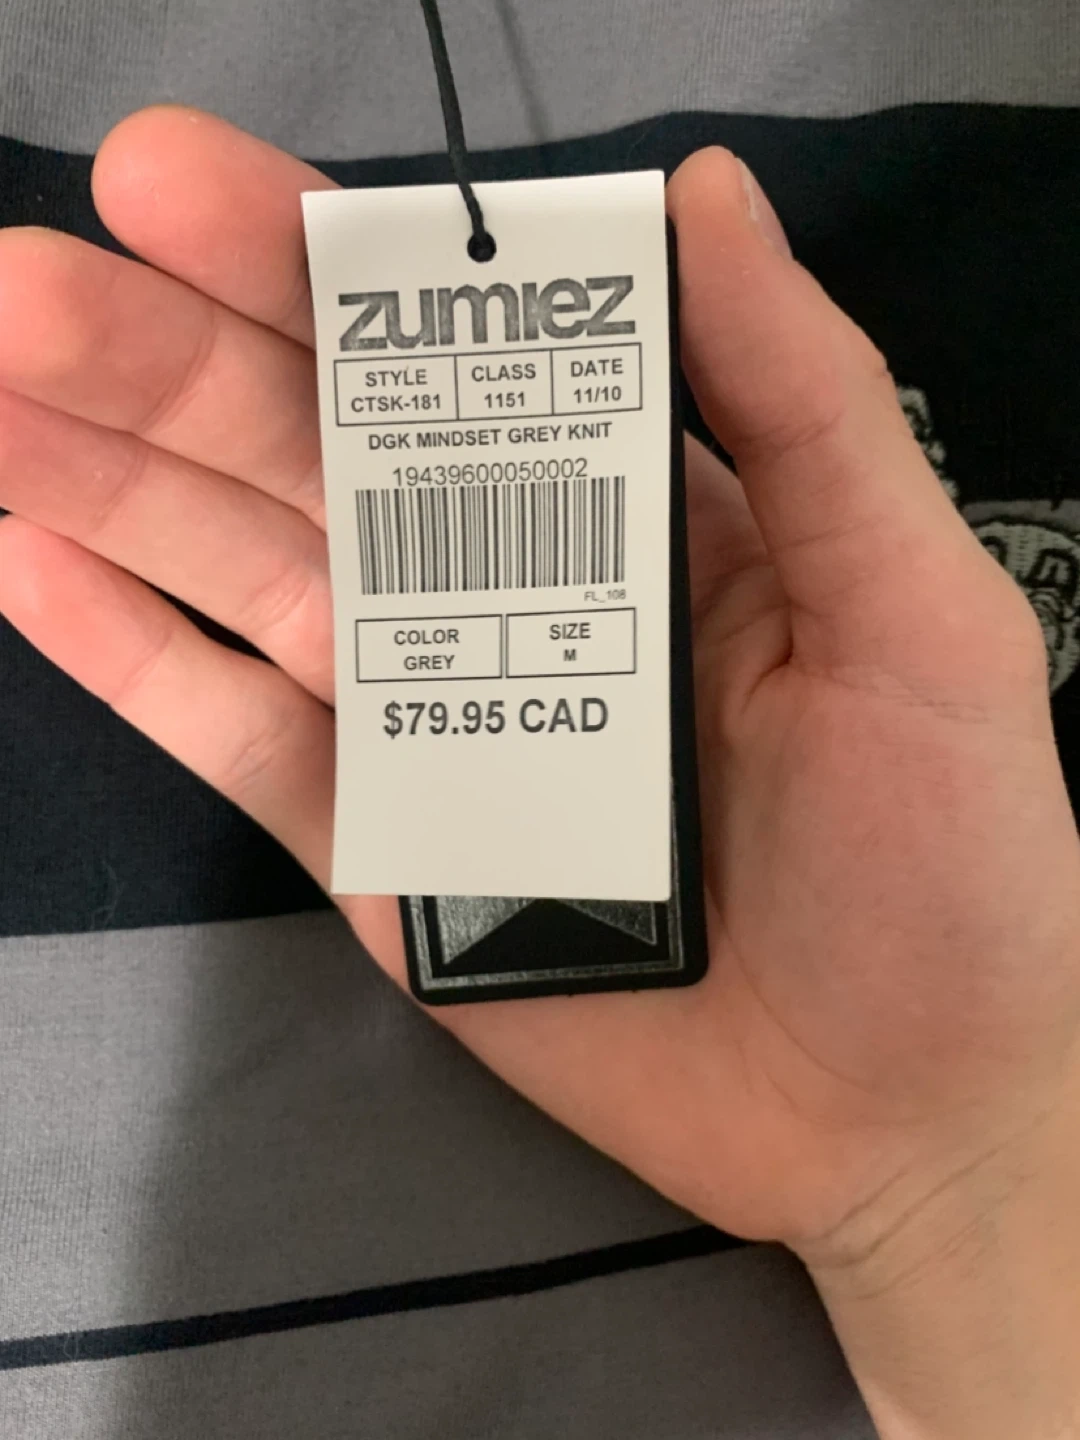 zumiez
STYLE CLASS DATE
CTSK-181 1151 11/10
DGK MINDSET GREY KNIT
19439600050002
FL_108
COLOR SIZE
GREY M
$79.95 CAD